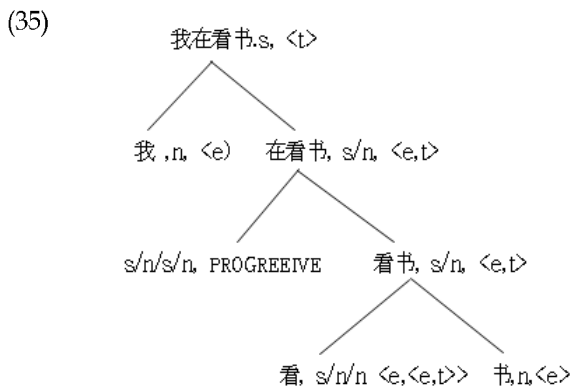 (35)
我在看书.s, <t>
我 ,n, <e) 在看书, s/n, <e,t>
s/n/s/n, PROGREEIVE 看书, s/n, <e,t>
看, s/n/n <e,<e,t>> 书,n,<e>